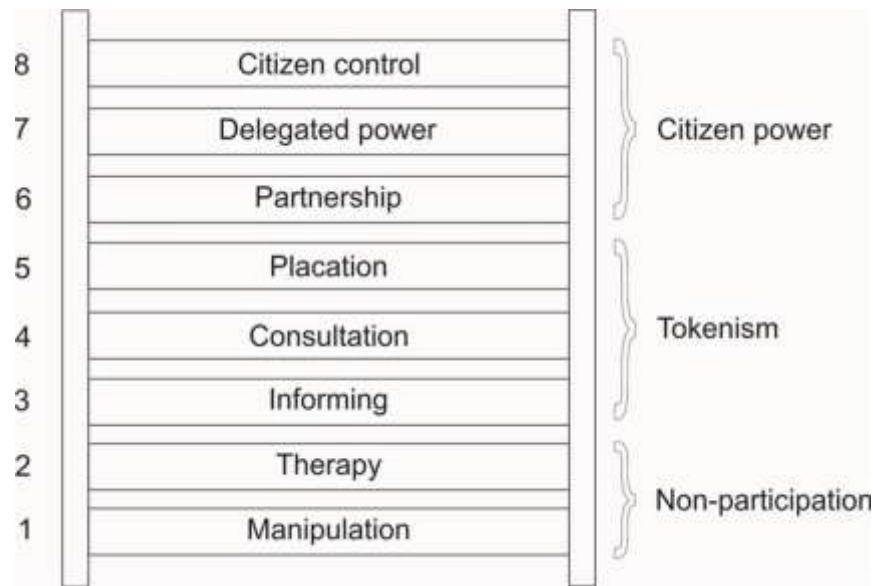 8 Citizen control
7 Delegated power Citizen power
6 Partnership
5 Placation
4 Consultation Tokenism
3 Informing
2 Therapy
Non-participation
1 Manipulation